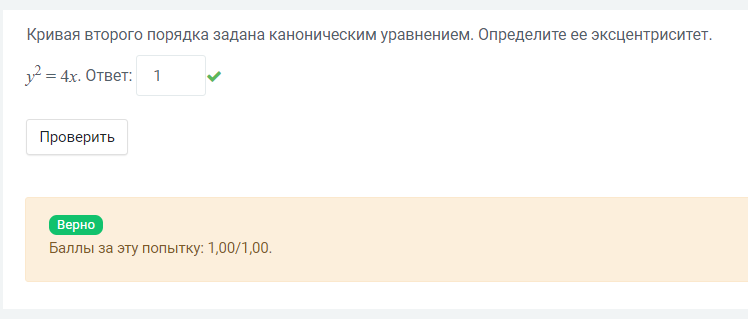 Кривая второго порядка задана каноническим уравнением. Определите ее эксцентриситет.
y² = 4x. Ответ: 1
Проверить
Верно
Баллы за эту попытку: 1,00/1,00.